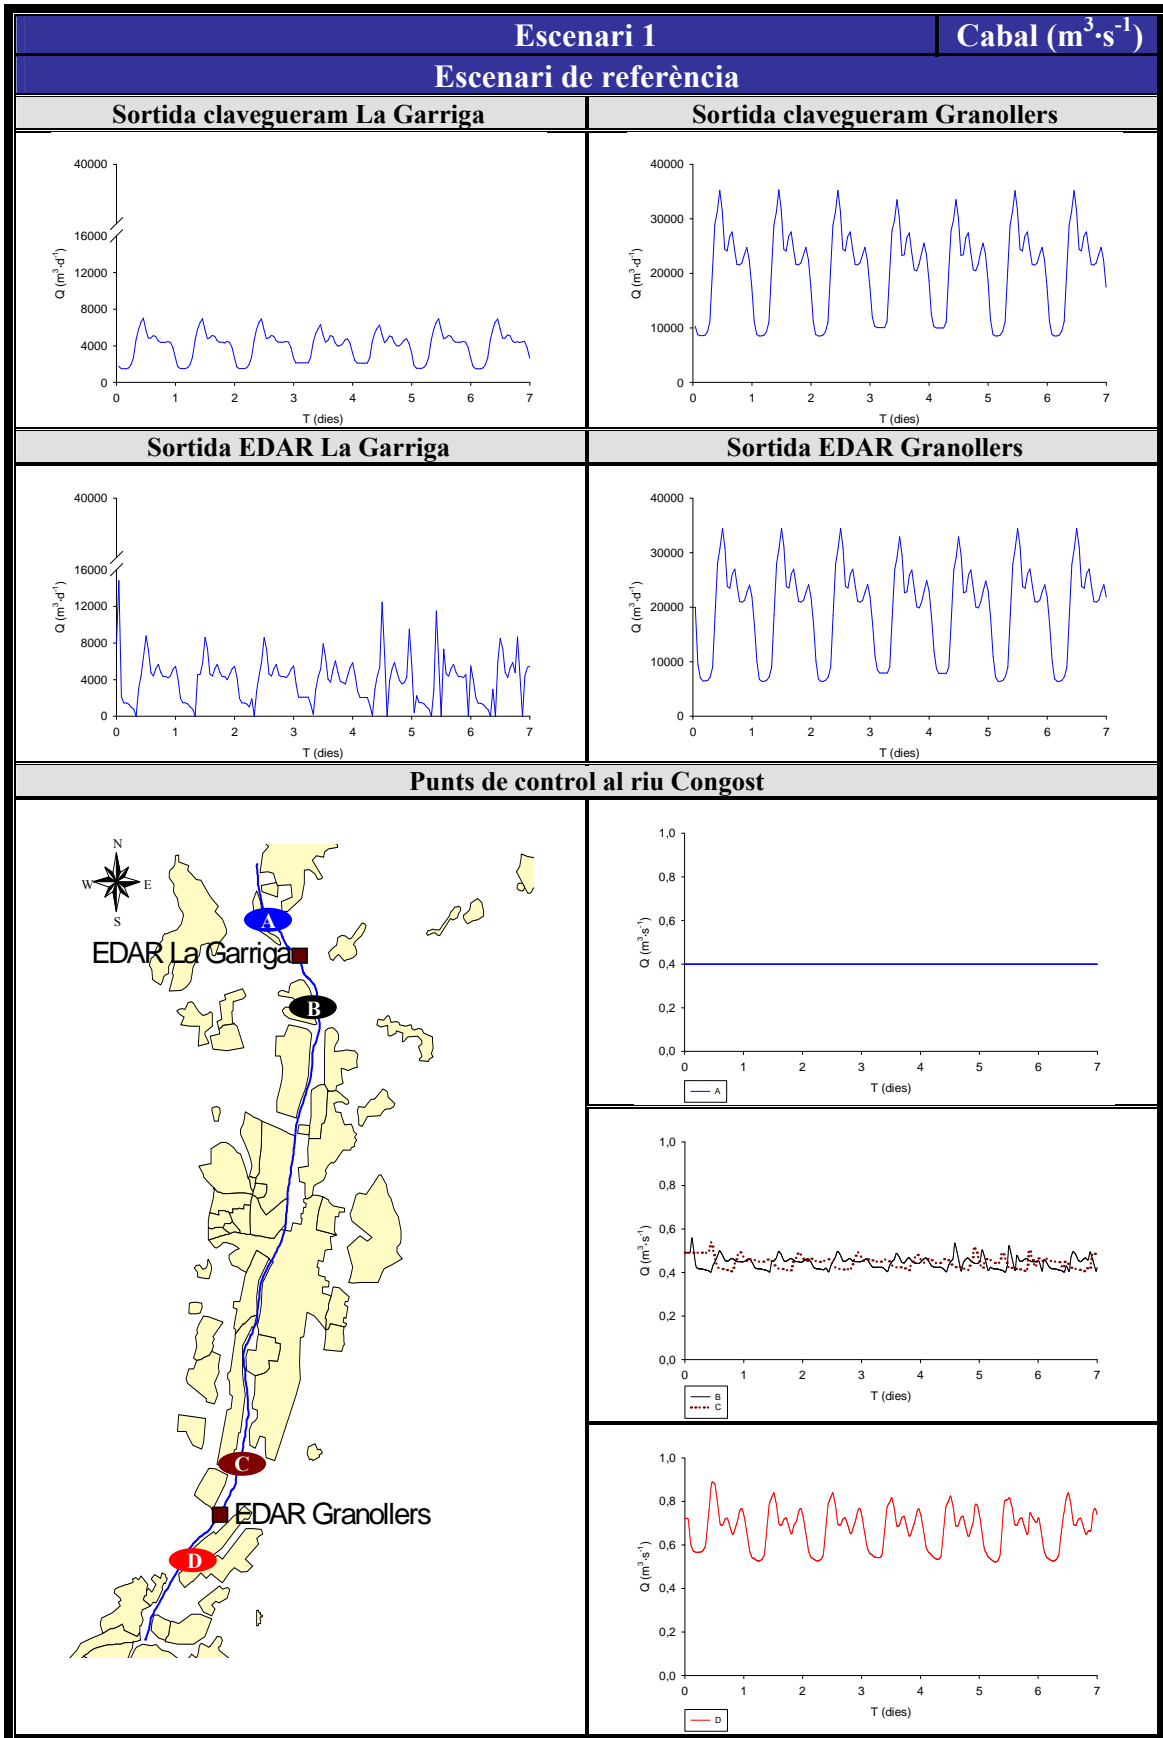 Escenari 1
Cabal (m³·s⁻¹)
Escenari de referència
Sortida clavegueram La Garriga
Sortida clavegueram Granollers
40000
16000
12000
8000
4000
0
Q (m³·d⁻¹)
0 1 2 3 4 5 6 7
T (dies)
40000
30000
20000
10000
0
Q (m³·d⁻¹)
0 1 2 3 4 5 6 7
T (dies)
Sortida EDAR La Garriga
Sortida EDAR Granollers
40000
16000
12000
8000
4000
0
Q (m³·d⁻¹)
0 1 2 3 4 5 6 7
T (dies)
40000
30000
20000
10000
0
Q (m³·d⁻¹)
0 1 2 3 4 5 6 7
T (dies)
Punts de control al riu Congost
N
W E
S
A
EDAR La Garriga
B
C
EDAR Granollers
D
1,0
0,8
0,6
0,4
0,2
0,0
Q (m³·s⁻¹)
0 1 2 3 4 5 6 7
T (dies)
A
1,0
0,8
0,6
0,4
0,2
0,0
Q (m³·s⁻¹)
0 1 2 3 4 5 6 7
T (dies)
B
C
1,0
0,8
0,6
0,4
0,2
0,0
Q (m³·s⁻¹)
0 1 2 3 4 5 6 7
T (dies)
D